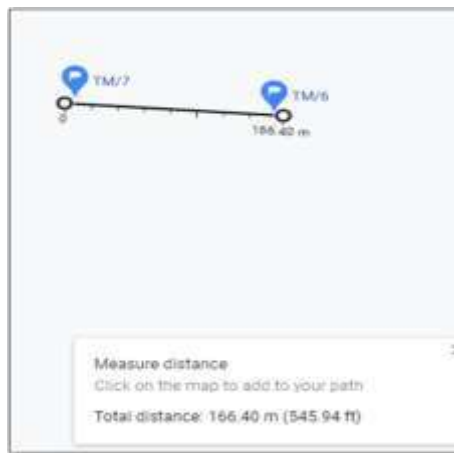 TM/7
TM/6
0
166.40 m
Measure distance
Click on the map to add to your path
Total distance: 166.40 m (545.94 ft)